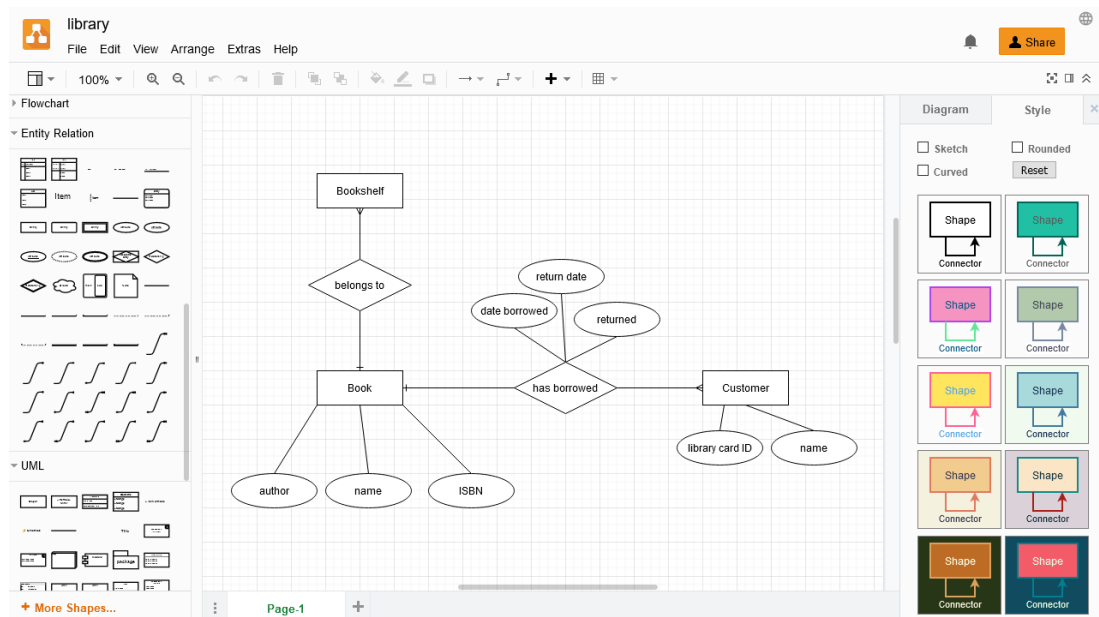 library
File Edit View Arrange Extras Help
Share
100%
Flowchart
Entity Relation
Item
UML
package
+ More Shapes...
Bookshelf
belongs to
return date
date borrowed
returned
Book
has borrowed
Customer
library card ID
name
author
name
ISBN
Page-1
Diagram
Style
Sketch
Rounded
Curved
Reset
Shape
Shape
Connector
Connector
Shape
Shape
Connector
Connector
Shape
Shape
Connector
Connector
Shape
Shape
Connector
Connector
Shape
Shape
Connector
Connector